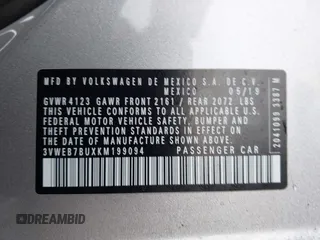 MFD. BY VOLKSWAGEN DE MEXICO S.A. DE C.V.
MEXICO 05/19
GVWR 4123 GAWR FRONT 2161 / REAR 2072 LBS
THIS VEHICLE CONFORMS TO ALL APPLICABLE
U.S. FEDERAL MOTOR VEHICLE SAFETY, BUMPER AND
THEFT PREVENTION STANDARDS IN EFFECT ON THE
DATE OF MANUFACTURE SHOWN ABOVE
3VWEB7BUXKM199094 PASSENGER CAR
2041095 3387 M
DREAMBID